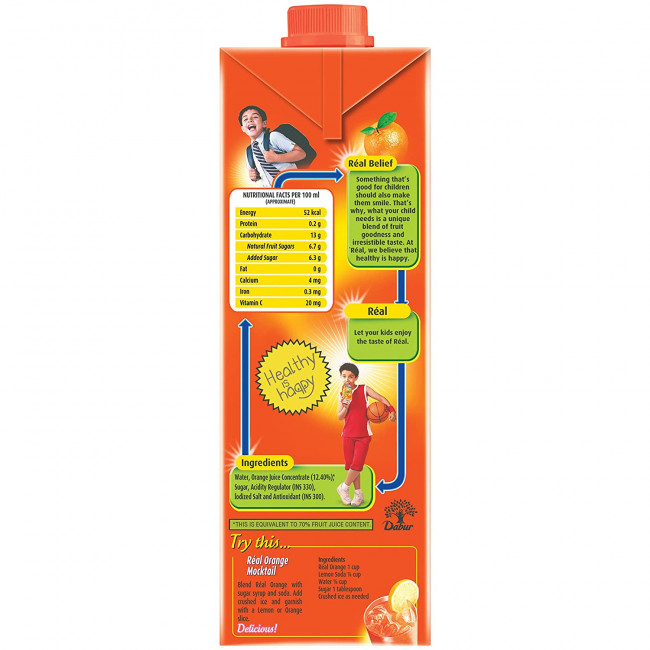 Réal Belief
Something that's
good for children
should also make
them smile. That's
why, what your child
needs is a unique
blend of fruit
goodness and
irresistible taste. At
Réal, we believe that
healthy is happy.
NUTRITIONAL FACTS PER 100 ml
(APPROXIMATE)
Energy 52 kcal
Protein 0.2 g
Carbohydrate 13 g
Natural Fruit Sugars 6.7 g
Added Sugar 6.3 g
Fat 0 g
Calcium 4 mg
Iron 0.3 mg
Vitamin C 20 mg
Réal
Let your kids enjoy
the taste of Réal.
Healthy
is
happy
Ingredients
Water, Orange Juice Concentrate (12.40%)*,
Sugar, Acidity Regulator (INS 330),
Iodized Salt and Antioxidant (INS 300).
Dabur
*THIS IS EQUIVALENT TO 70% FRUIT JUICE CONTENT.
Try this...
Réal Orange
Mocktail
Blend Réal Orange with
sugar syrup and soda. Add
crushed ice and garnish
with a Lemon or Orange
slice.
Delicious!
Ingredients
Réal Orange 1 cup
Lemon Soda ¼ cup
Water ¼ cup
Sugar 1 tablespoon
Crushed Ice as needed